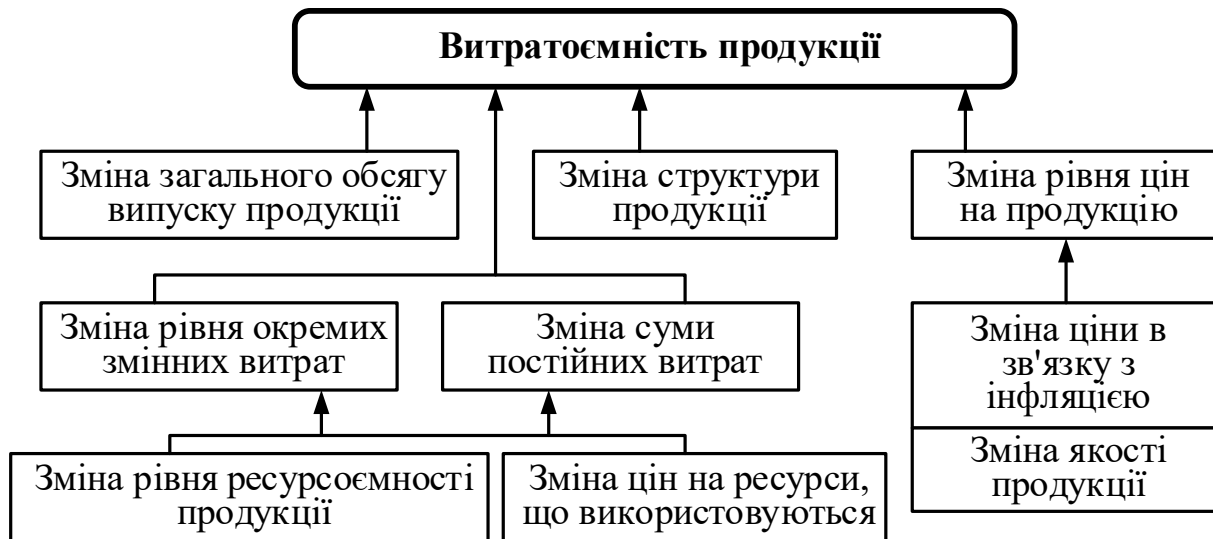 Витратоємність продукції
Зміна загального обсягу
випуску продукції
Зміна структури
продукції
Зміна рівня цін
на продукцію
Зміна рівня окремих
змінних витрат
Зміна суми
постійних витрат
Зміна ціни в
зв'язку з
інфляцією
Зміна рівня ресурсоємності
продукції
Зміна цін на ресурси,
що використовуються
Зміна якості
продукції